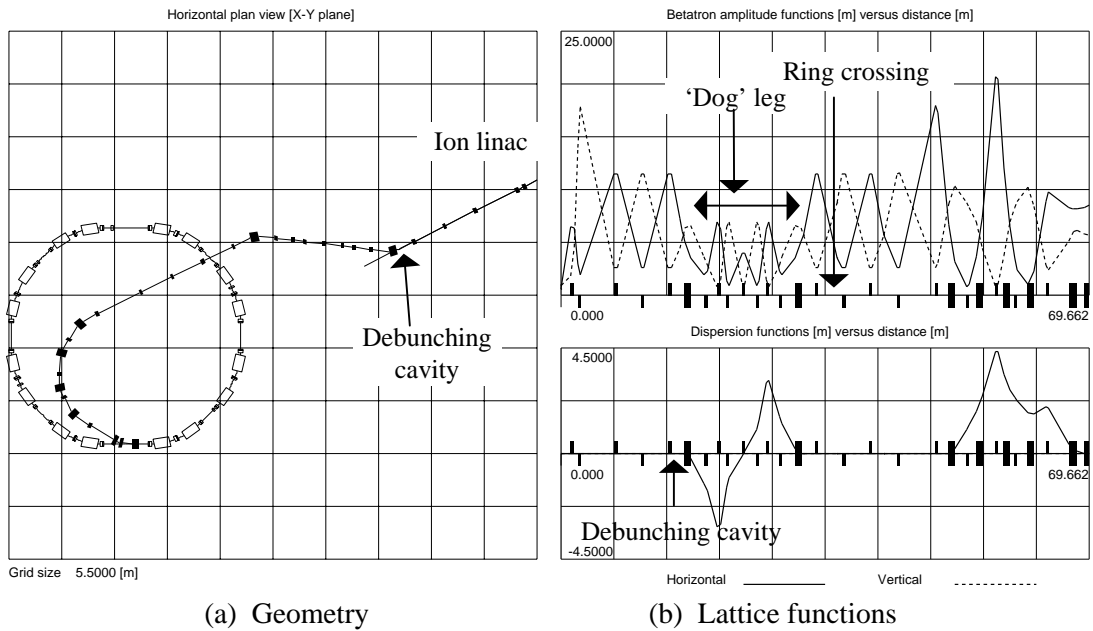 Horizontal plan view [X-Y plane]
Ion linac
Debunching
cavity
Grid size 5.5000 [m]
(a) Geometry
Betatron amplitude functions [m] versus distance [m]
25.0000
Ring crossing
‘Dog’ leg
0.000
69.662
Dispersion functions [m] versus distance [m]
4.5000
0.000
69.662
Debunching cavity
-4.5000
Horizontal
Vertical
(b) Lattice functions